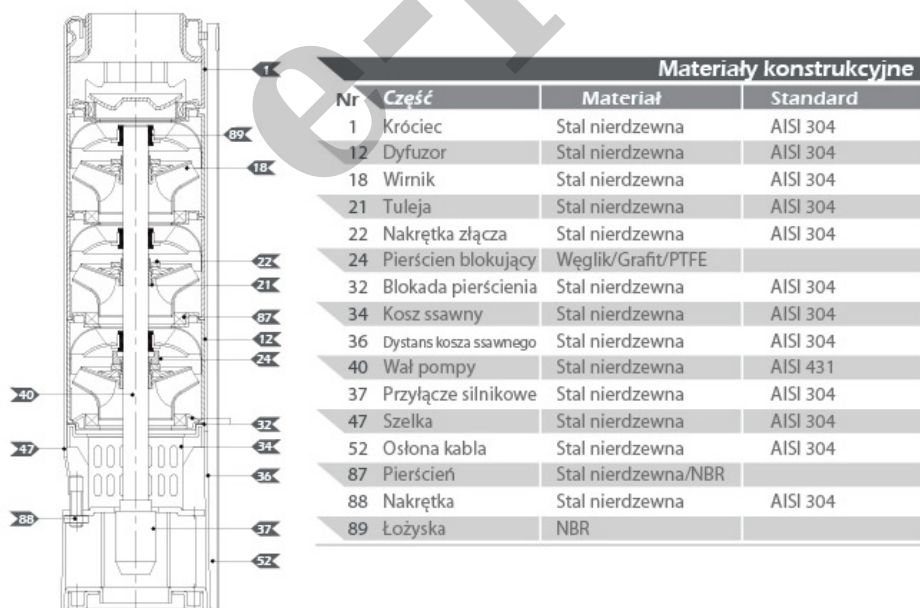 1
89
18
22
21
87
12
24
40
32
47
34
36
88
37
52
Materiały konstrukcyjne
Nr Część Materiał Standard
1 Króciec Stal nierdzewna AISI 304
12 Dyfuzor Stal nierdzewna AISI 304
18 Wirnik Stal nierdzewna AISI 304
21 Tuleja Stal nierdzewna AISI 304
22 Nakrętka złącza Stal nierdzewna AISI 304
24 Pierścien blokujący Węglik/Grafit/PTFE
32 Blokada pierścienia Stal nierdzewna AISI 304
34 Kosz ssawny Stal nierdzewna AISI 304
36 Dystans kosza ssawnego Stal nierdzewna AISI 304
40 Wał pompy Stal nierdzewna AISI 431
37 Przyłącze silnikowe Stal nierdzewna AISI 304
47 Szelka Stal nierdzewna AISI 304
52 Osłona kabla Stal nierdzewna AISI 304
87 Pierścień Stal nierdzewna/NBR
88 Nakrętka Stal nierdzewna AISI 304
89 Łożyska NBR